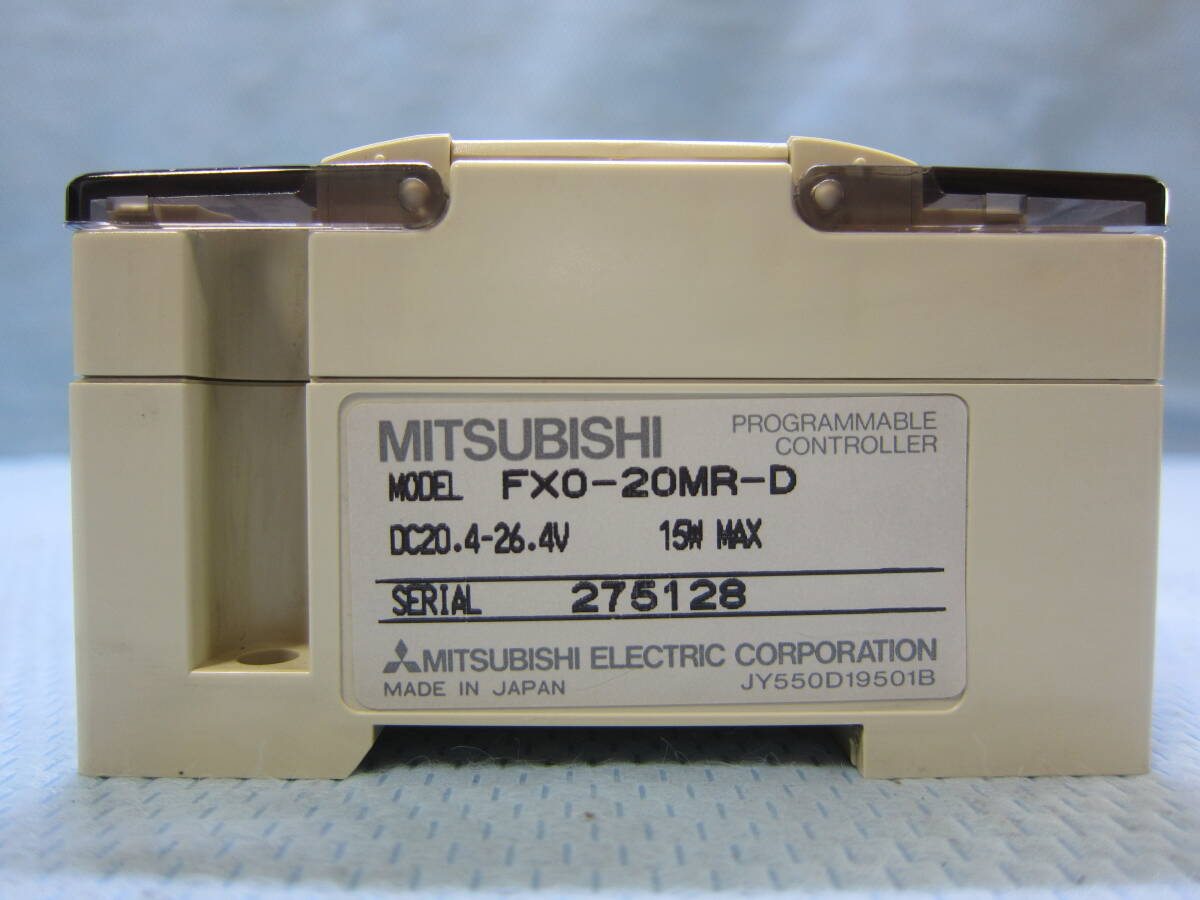 MITSUBISHI
PROGRAMMABLE
CONTROLLER
MODEL FX0-20MR-D
DC20.4-26.4V 15W MAX
SERIAL 275128
MITSUBISHI ELECTRIC CORPORATION
MADE IN JAPAN JY550D19501B